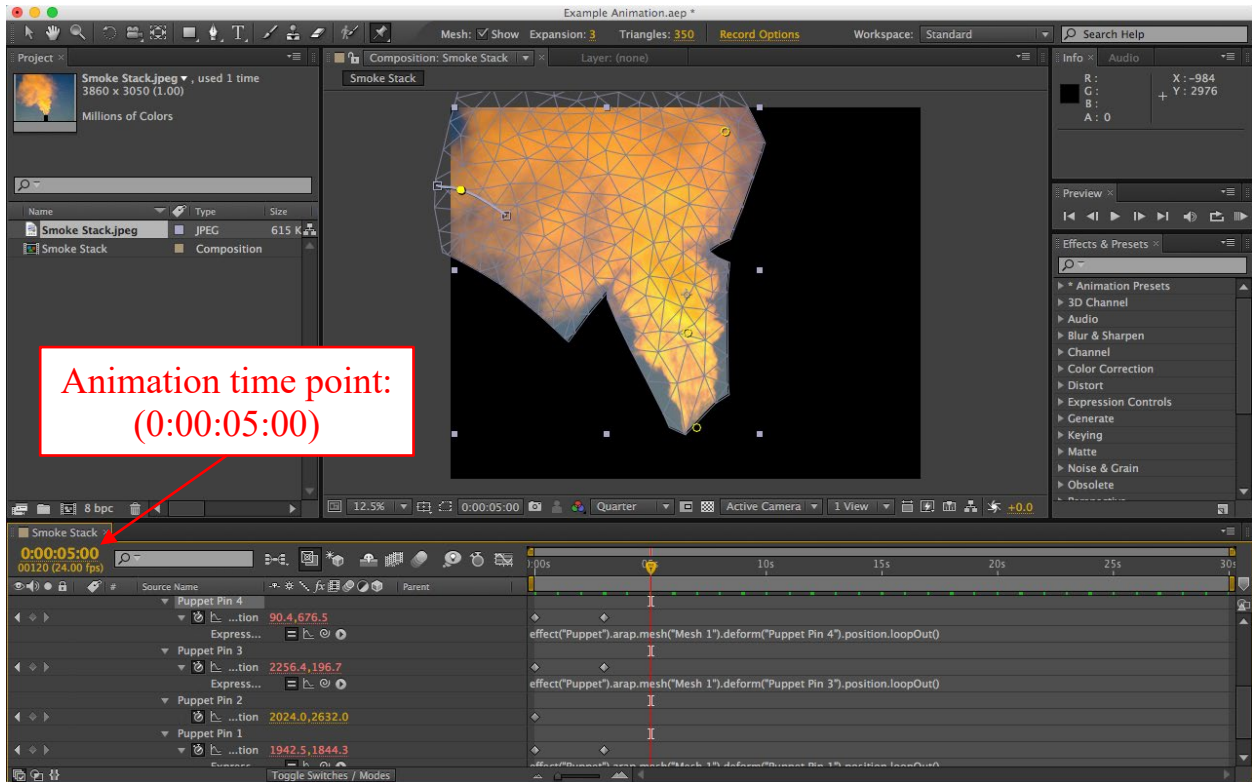 Example Animation.aep *
Mesh: Show Expansion: 3 Triangles: 350 Record Options Workspace: Standard Search Help
Project
Smoke Stack.jpeg , used 1 time
3860 x 3050 (1.00)
Millions of Colors
Name Type Size
Smoke Stack.jpeg JPEG 615 K
Smoke Stack Composition
8 bpc
Composition: Smoke Stack Layer: (none)
Smoke Stack
12.5% 0:00:05:00 Quarter Active Camera 1 View +0.0
Info Audio
R : X : -984
G : + Y : 2976
B :
A : 0
Preview
Effects & Presets
* Animation Presets
3D Channel
Audio
Blur & Sharpen
Channel
Color Correction
Distort
Expression Controls
Generate
Keying
Matte
Noise & Grain
Obsolete
Animation time point:
(0:00:05:00)
Smoke Stack
0:00:05:00
00120 (24.00 fps)
10s 15s 20s 25s
# Source Name Parent
Puppet Pin 4
...tion 90.4,676.5
Express... effect("Puppet").arap.mesh("Mesh 1").deform("Puppet Pin 4").position.loopOut()
Puppet Pin 3
...tion 2256.4,196.7
Express... effect("Puppet").arap.mesh("Mesh 1").deform("Puppet Pin 3").position.loopOut()
Puppet Pin 2
...tion 2024.0,2632.0
Puppet Pin 1
...tion 1942.5,1844.3
Toggle Switches / Modes